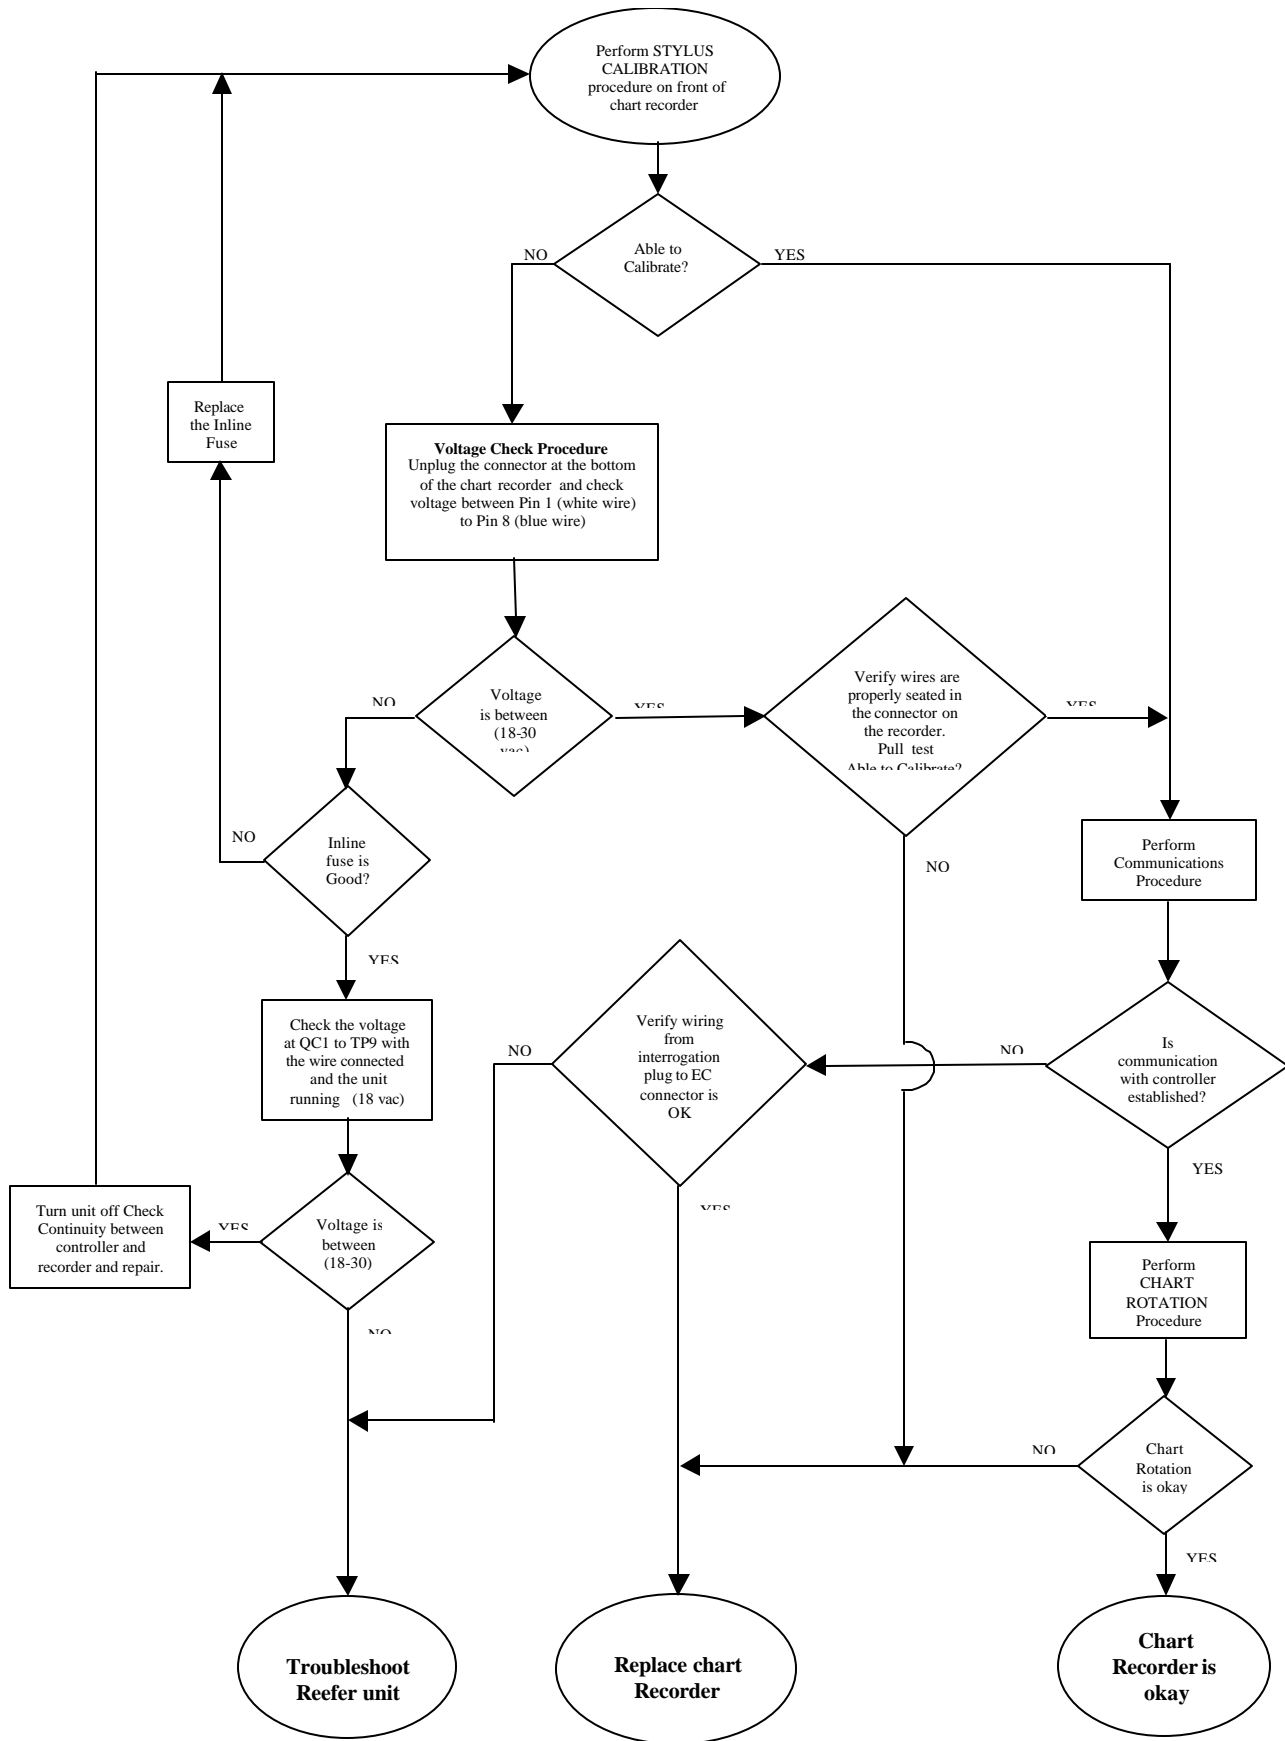 Perform STYLUS
CALIBRATION
procedure on front of
chart recorder
Able to
Calibrate?
NO
YES
Replace
the Inline
Fuse
Voltage Check Procedure
Unplug the connector at the bottom
of the chart recorder and check
voltage between Pin 1 (white wire)
to Pin 8 (blue wire)
Voltage
is between
(18-30
vac)
NO
YES
Verify wires are
properly seated in
the connector on
the recorder.
Pull test
Able to Calibrate?
YES
NO
Inline
fuse is
Good?
NO
YES
Perform
Communications
Procedure
Check the voltage
at QC1 to TP9 with
the wire connected
and the unit
running (18 vac)
Verify wiring
from
interrogation
plug to EC
connector is
OK
NO
YES
Is
communication
with controller
established?
NO
YES
Turn unit off Check
Continuity between
controller and
recorder and repair.
YES
Voltage is
between
(18-30)
NO
Perform
CHART
ROTATION
Procedure
Chart
Rotation
is okay
NO
YES
Troubleshoot
Reefer unit
Replace chart
Recorder
Chart
Recorder is
okay